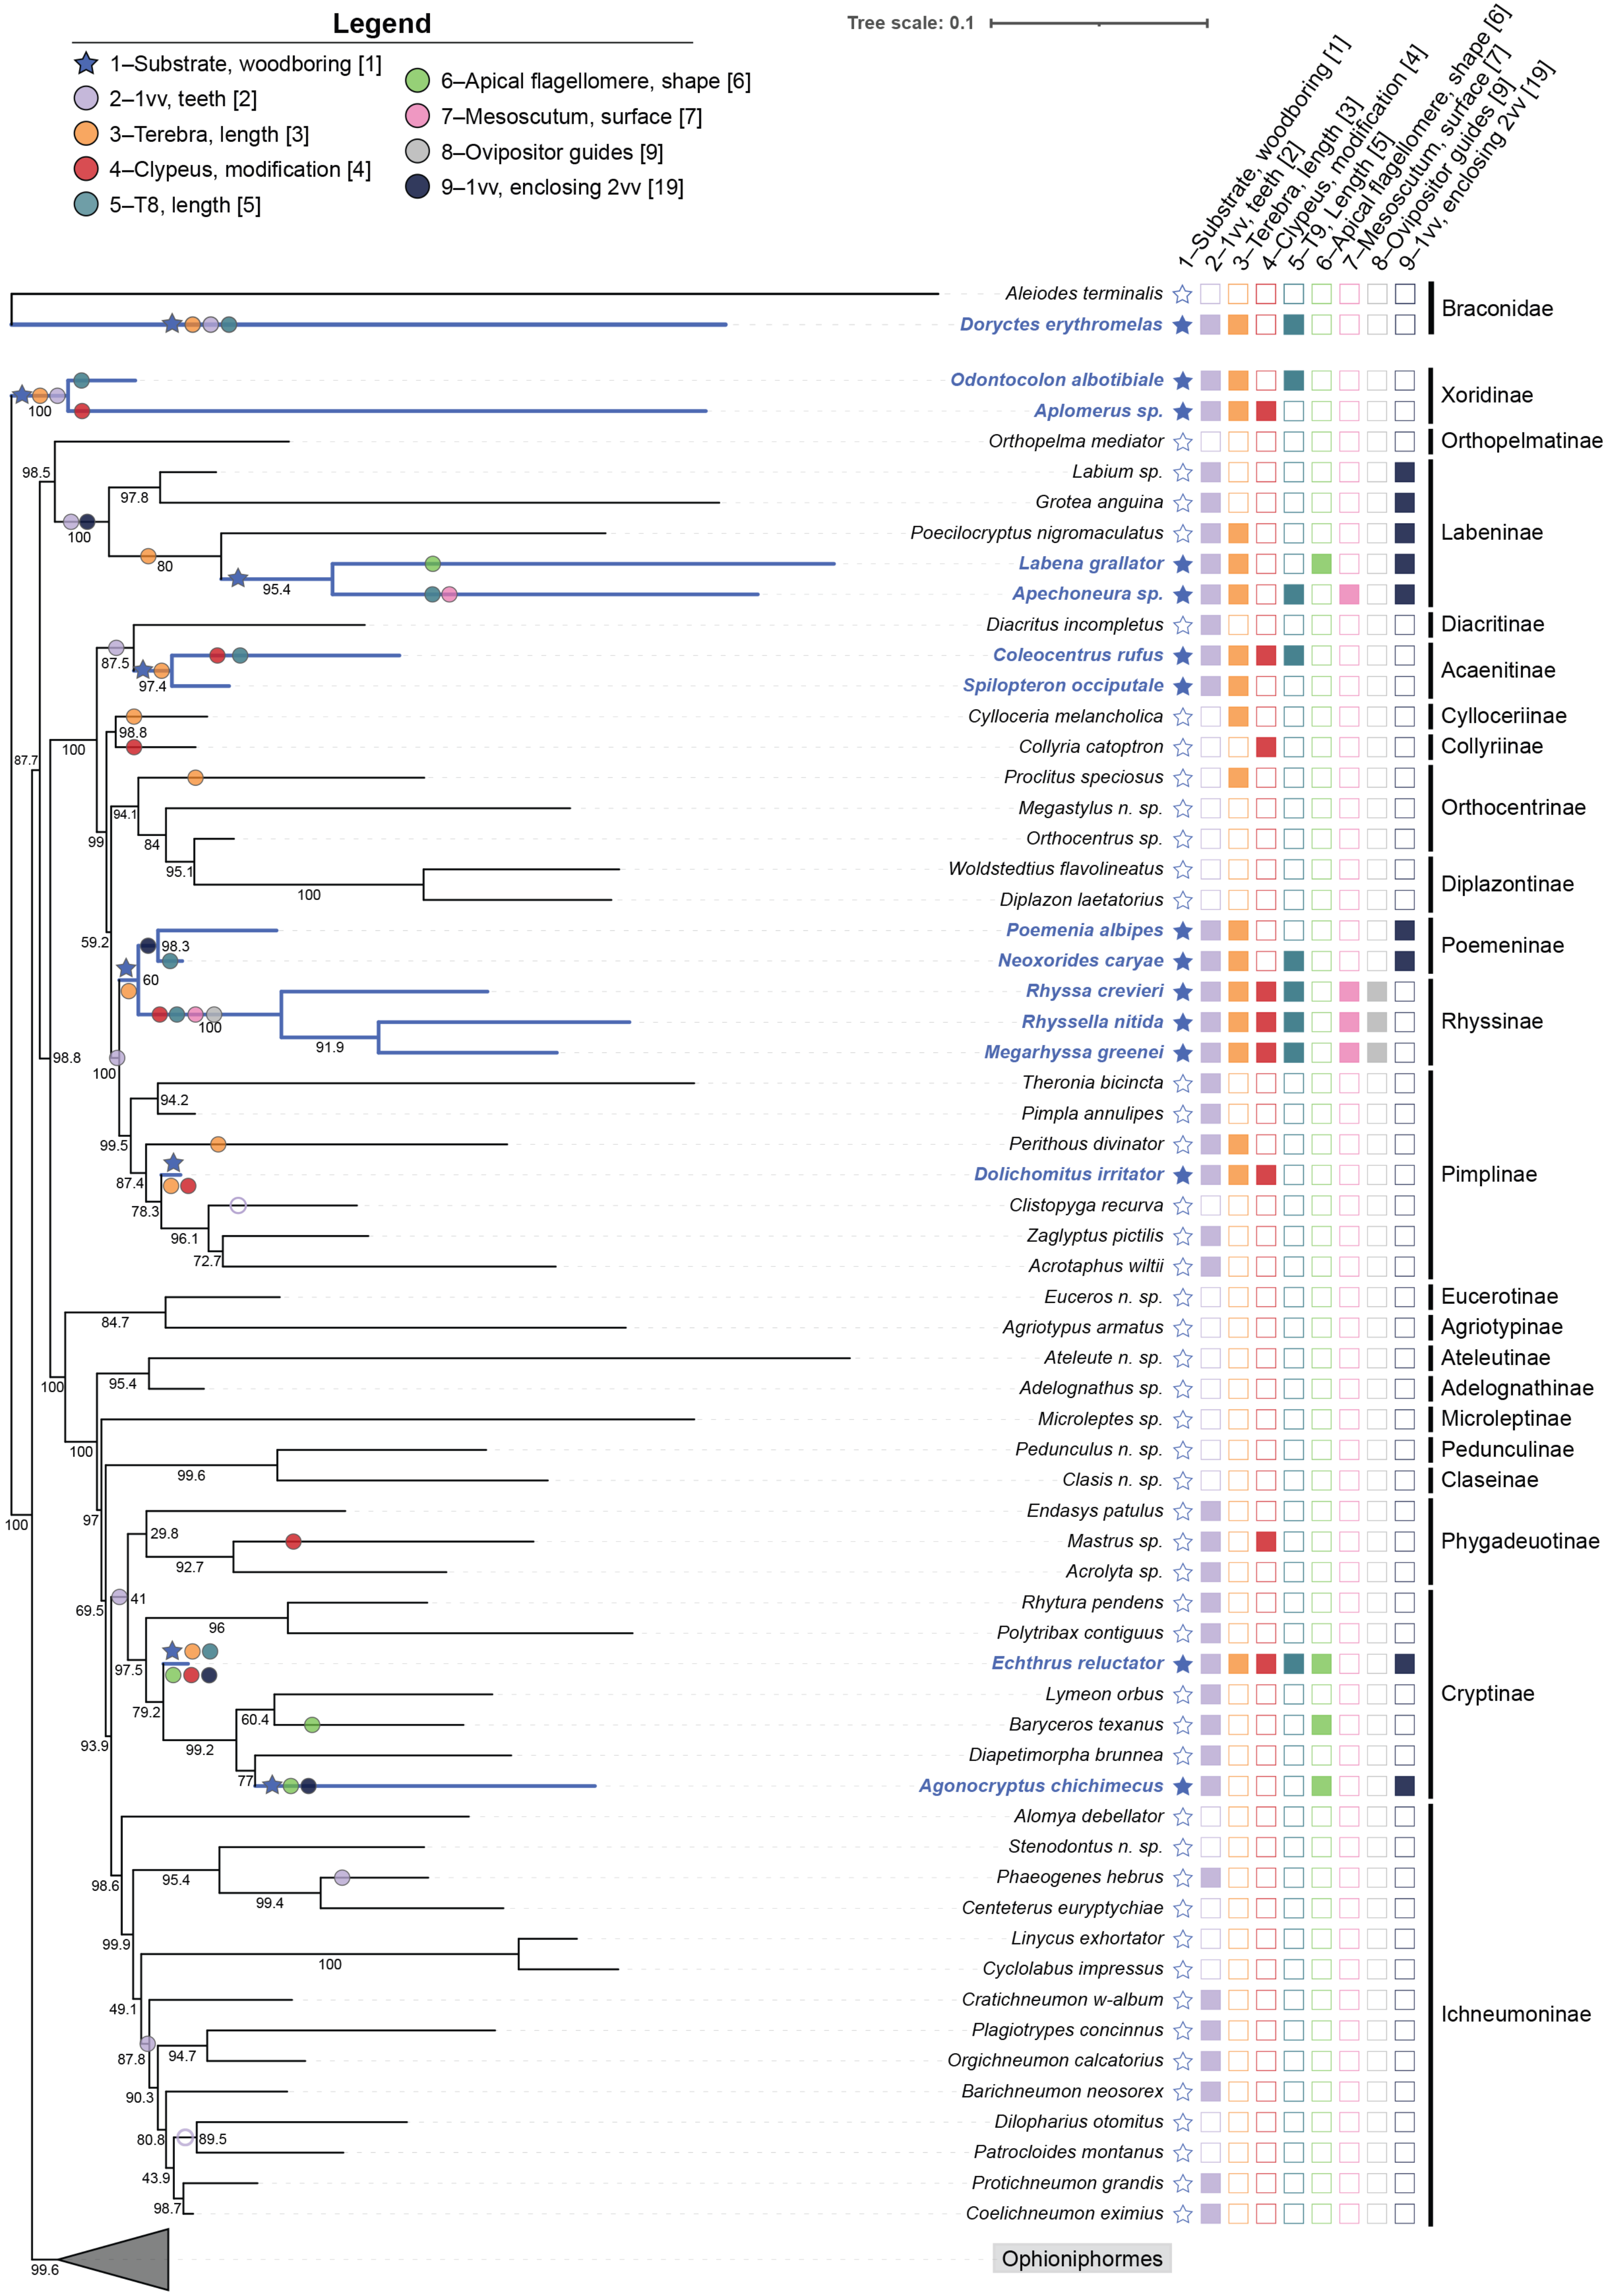 Legend
1–Substrate, woodboring [1]
2–1vv, teeth [2]
3–Terebra, length [3]
4–Clypeus, modification [4]
5–T8, length [5]
6–Apical flagellomere, shape [6]
7–Mesoscutum, surface [7]
8–Ovipositor guides [9]
9–1vv, enclosing 2vv [19]
Tree scale: 0.1
1–Substrate, woodboring [1]
2–1vv, teeth [2]
3–Terebra, length [3]
4–Clypeus, modification [4]
5–T9, Length [5]
6–Apical flagellomere, shape [6]
7–Mesoscutum, surface [7]
8–Ovipositor guides [9]
9–1vv, enclosing 2vv [19]
Aleiodes terminalis
Braconidae
Doryctes erythromelas
Odontocolon albotibiale
Xoridinae
100
Aplomerus sp.
Orthopelma mediator
Orthopelmatinae
98.5
Labium sp.
97.8
Grotea anguina
100
Poecilocryptus nigromaculatus
Labeninae
80
Labena grallator
95.4
Apechoneura sp.
Diacritus incompletus
Diacritinae
87.5
Coleocentrus rufus
Acaenitinae
97.4
Spilopteron occiputale
Cylloceria melancholica
Cylloceriinae
98.8
100
Collyria catoptron
Collyriinae
87.7
Proclitus speciosus
94.1
Megastylus n. sp.
Orthocentrinae
99
84
Orthocentrus sp.
95.1
Woldstedtius flavolineatus
100
Diplazontinae
Diplazon laetatorius
Poemenia albipes
59.2
98.3
Poemeninae
Neoxorides caryae
60
Rhyssa crevieri
100
Rhyssella nitida
Rhyssinae
91.9
Megarhyssa greenei
98.8
100
Theronia bicincta
94.2
Pimpla annulipes
99.5
Perithous divinator
87.4
Dolichomitus irritator
Pimplinae
78.3
Clistopyga recurva
96.1
Zaglyptus pictilis
72.7
Acrotaphus wiltii
Euceros n. sp.
Eucerotinae
84.7
Agriotypus armatus
Agriotypinae
Ateleute n. sp.
Ateleutinae
100
95.4
Adelognathus sp.
Adelognathinae
Microleptes sp.
Microleptinae
100
Pedunculus n. sp.
Pedunculinae
99.6
Clasis n. sp.
Claseinae
100
97
Endasys patulus
29.8
Mastrus sp.
Phygadeuotinae
92.7
Acrolyta sp.
69.5
41
Rhytura pendens
96
Polytribax contiguus
97.5
Echthrus reluctator
79.2
Lymeon orbus
Cryptinae
60.4
Baryceros texanus
93.9
99.2
Diapetimorpha brunnea
77
Agonocryptus chichimecus
Alomya debellator
Stenodontus n. sp.
98.6
95.4
Phaeogenes hebrus
99.4
Centeterus euryptychiae
99.9
Linycus exhortator
100
Cyclolabus impressus
49.1
Cratichneumon w-album
Ichneumoninae
Plagiotypes concinnus
87.8
94.7
Orgichneumon calcatorius
90.3
Barichneumon neosorex
Dilopharius otomitus
80.8
89.5
Patrocloides montanus
43.9
Protichneumon grandis
98.7
Coelichneumon eximius
99.6
Ophioniphormes